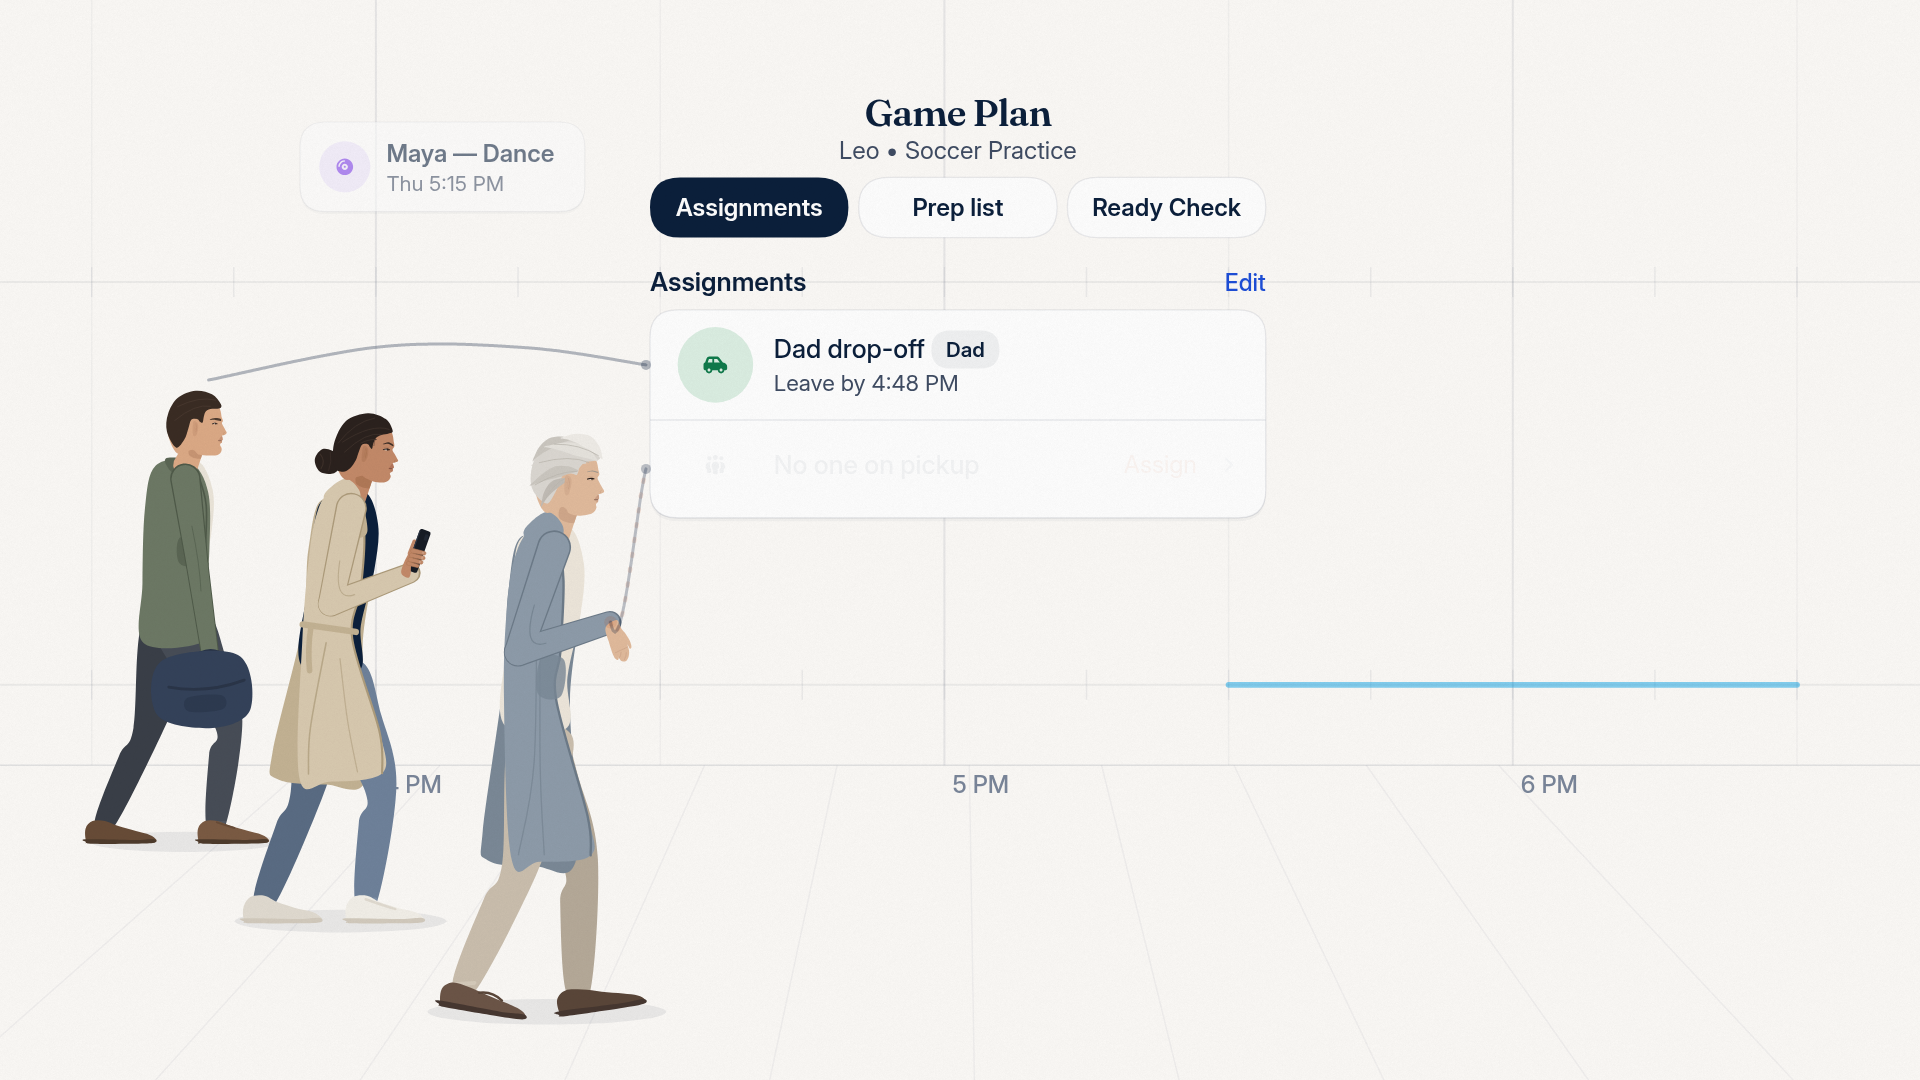 Game Plan
Leo • Soccer Practice
Maya — Dance
Thu 5:15 PM
Assignments
Prep list
Ready Check
Assignments
Edit
Dad drop-off Dad
Leave by 4:48 PM
No one on pickup
Assign
PM
5 PM
6 PM